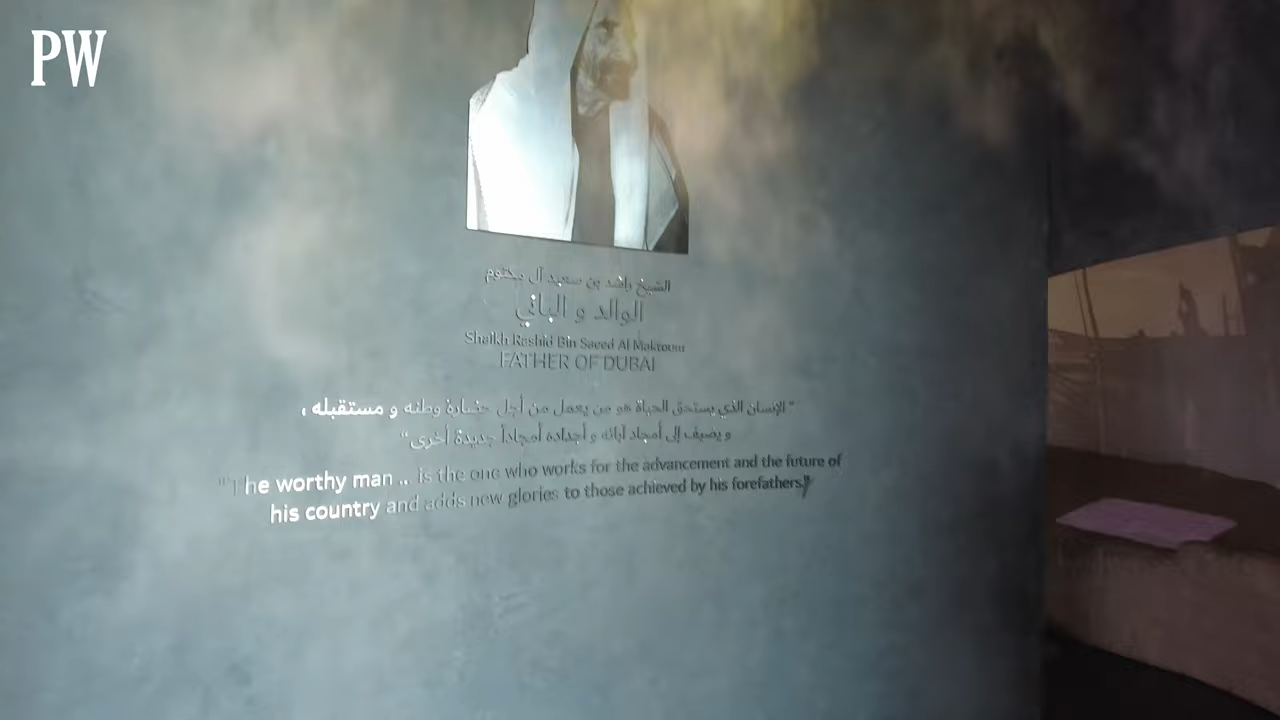 PW
الشيخ راشد بن سعيد آل مكتوم
الوالد و الباني
Shaikh Rashid Bin Saeed Al Maktoum
FATHER OF DUBAI
" الإنسان الذي يستحق الحياة هو من يعمل من أجل حضارة وطنه و مستقبله ،
و يضيف إلى أمجاد آبائه و أجداده أمجاداً جديدة أخرى"
"The worthy man .. is the one who works for the advancement and the future of
his country and adds new glories to those achieved by his forefathers."